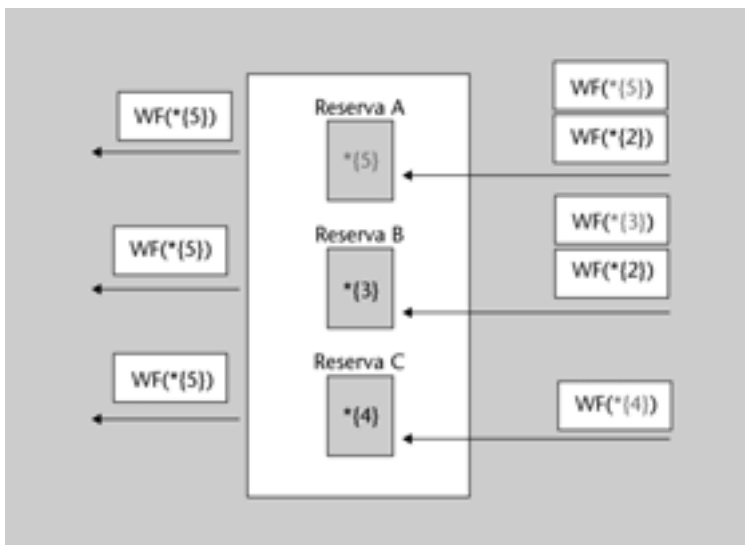 WF(*{5})
WF(*{5})
Reserva A
WF(*{2})
*{5}
WF(*{3})
WF(*{5})
Reserva B
WF(*{2})
*{3}
WF(*{5})
Reserva C
WF(*{4})
*{4}